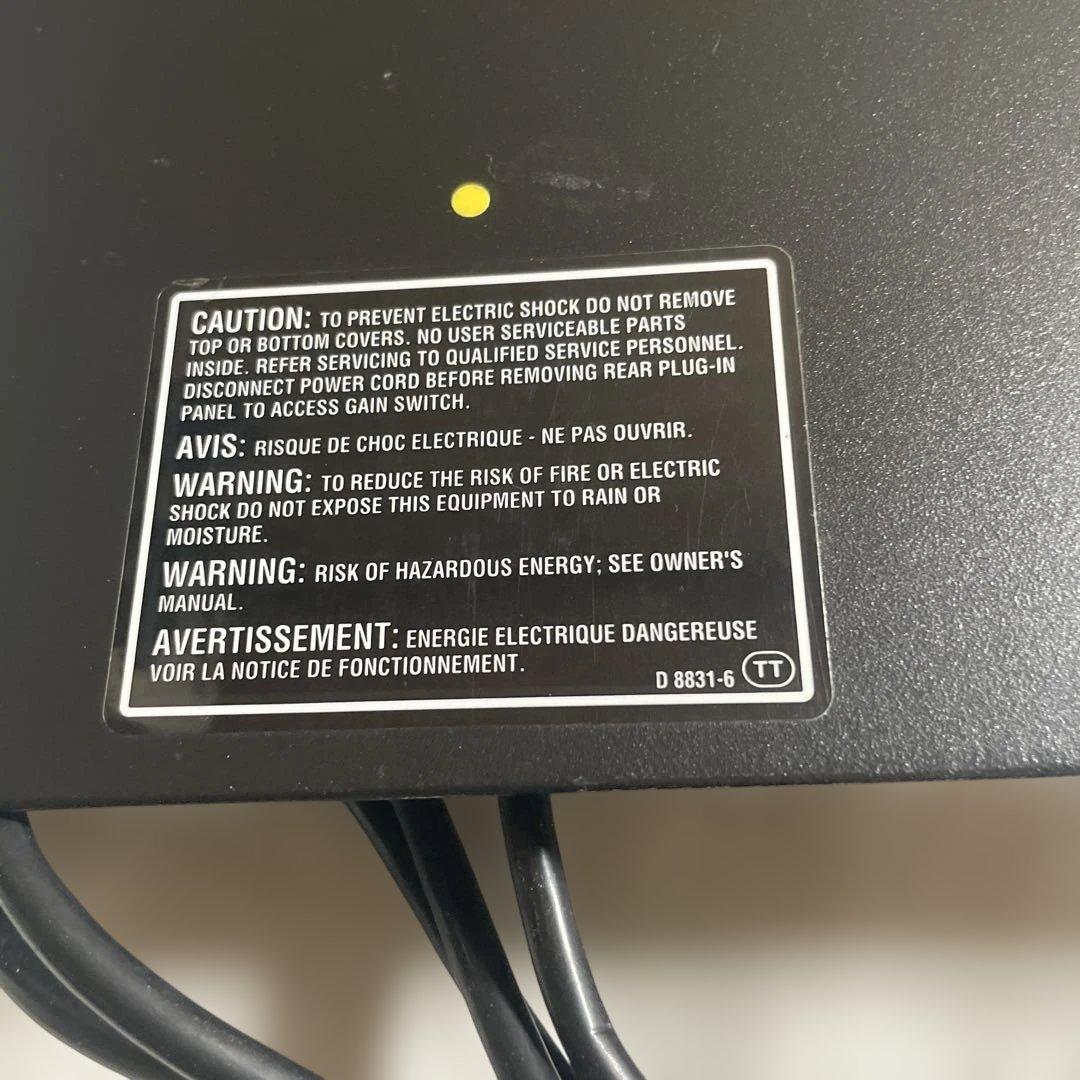 CAUTION: TO PREVENT ELECTRIC SHOCK DO NOT REMOVE
TOP OR BOTTOM COVERS. NO USER SERVICEABLE PARTS
INSIDE. REFER SERVICING TO QUALIFIED SERVICE PERSONNEL.
DISCONNECT POWER CORD BEFORE REMOVING REAR PLUG-IN
PANEL TO ACCESS GAIN SWITCH.
AVIS: RISQUE DE CHOC ELECTRIQUE - NE PAS OUVRIR.
WARNING: TO REDUCE THE RISK OF FIRE OR ELECTRIC
SHOCK DO NOT EXPOSE THIS EQUIPMENT TO RAIN OR
MOISTURE.
WARNING: RISK OF HAZARDOUS ENERGY; SEE OWNER'S
MANUAL.
AVERTISSEMENT: ENERGIE ELECTRIQUE DANGEREUSE
VOIR LA NOTICE DE FONCTIONNEMENT.
D 8831-6 TT